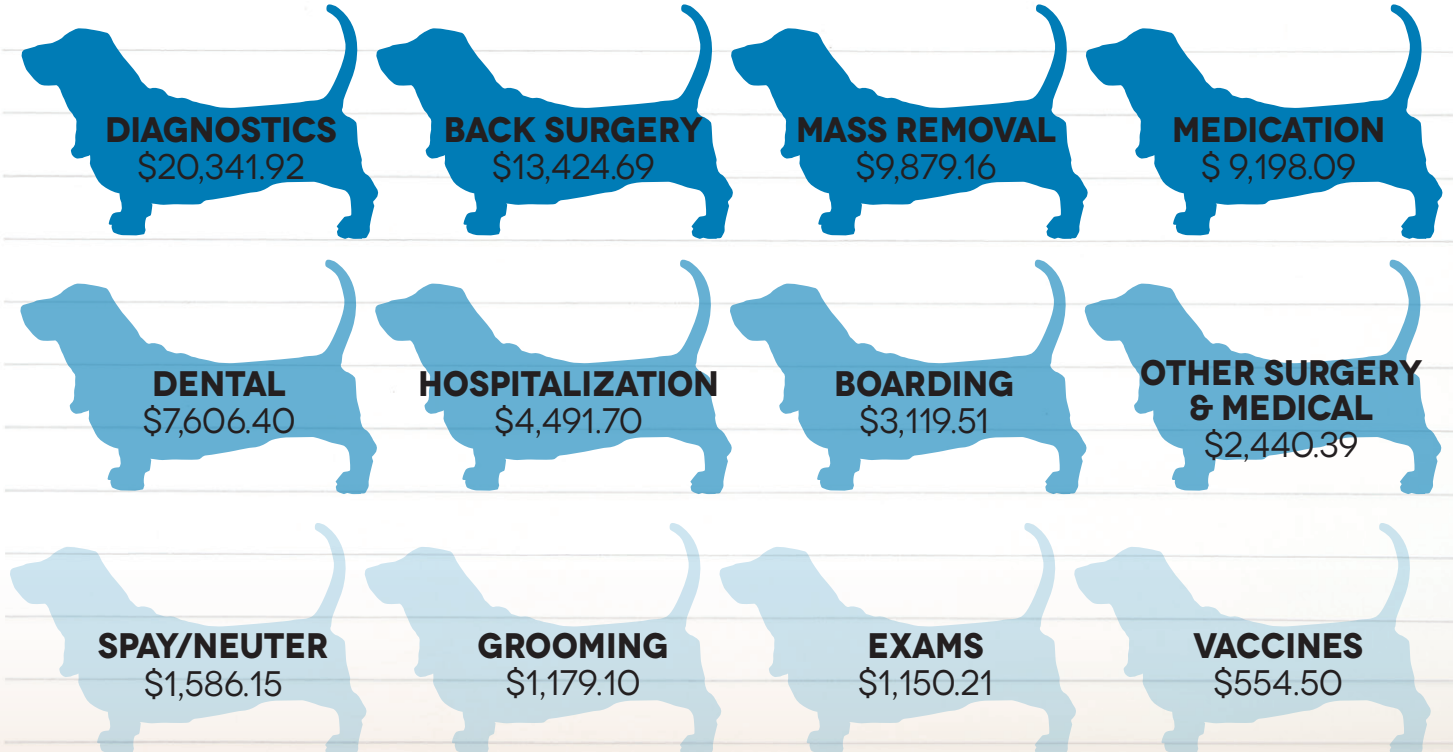 DIAGNOSTICS
$20,341.92
BACK SURGERY
$13,424.69
MASS REMOVAL
$9,879.16
MEDICATION
$ 9,198.09
DENTAL
$7,606.40
HOSPITALIZATION
$4,491.70
BOARDING
$3,119.51
OTHER SURGERY
& MEDICAL
$2,440.39
SPAY/NEUTER
$1,586.15
GROOMING
$1,179.10
EXAMS
$1,150.21
VACCINES
$554.50